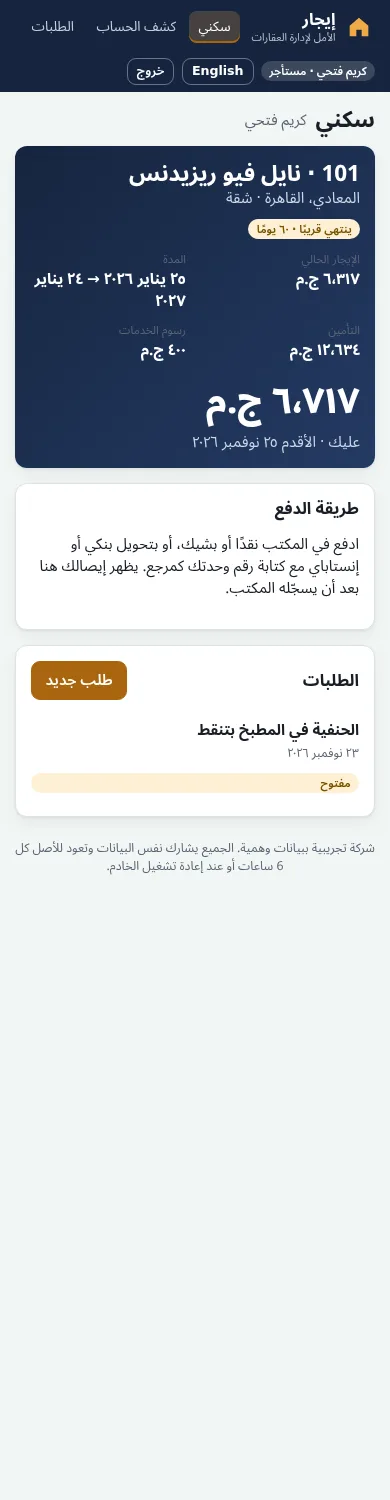 إيجار
الأمل لإدارة العقارات
سكني
كشف الحساب
الطلبات
كريم فتحي · مستأجر
English
خروج
سكني كريم فتحي
101 · نايل فيو ريزيدنس
المعادي، القاهرة · شقة
ينتهي قريبًا · ٦٠ يومًا
الإيجار الحالي
٦٬٣١٧ ج.م
المدة
٢٥ يناير ٢٠٢٦ → ٢٤ يناير
٢٠٢٧
التأمين
١٢٬٦٣٤ ج.م
رسوم الخدمات
٤٠٠ ج.م
٦٬٧١٧ ج.م
عليك · الأقدم ٢٥ نوفمبر ٢٠٢٦
طريقة الدفع
ادفع في المكتب نقدًا أو بشيك، أو بتحويل بنكي أو
إنستاباي مع كتابة رقم وحدتك كمرجع. يظهر إيصالك هنا
بعد أن يسجّله المكتب.
الطلبات
طلب جديد
الحنفية في المطبخ بتنقط
٢٣ نوفمبر ٢٠٢٦
مفتوح
شركة تجريبية ببيانات وهمية. الجميع يشارك نفس البيانات وتعود للأصل كل
6 ساعات أو عند إعادة تشغيل الخادم.